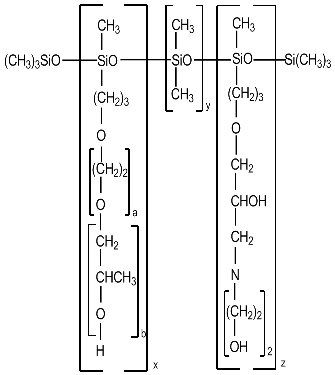 CH₃ CH₃ CH₃
(CH₃)₃SiO SiO SiO SiO Si(CH₃)₃
(CH₂)₃ CH₃ y (CH₂)₃
O O
(CH₂)₂ CH₂
a
O CHOH
CH₂ CH₂
CHCH₃ N
O (CH₂)₂
b
H OH 2
x z